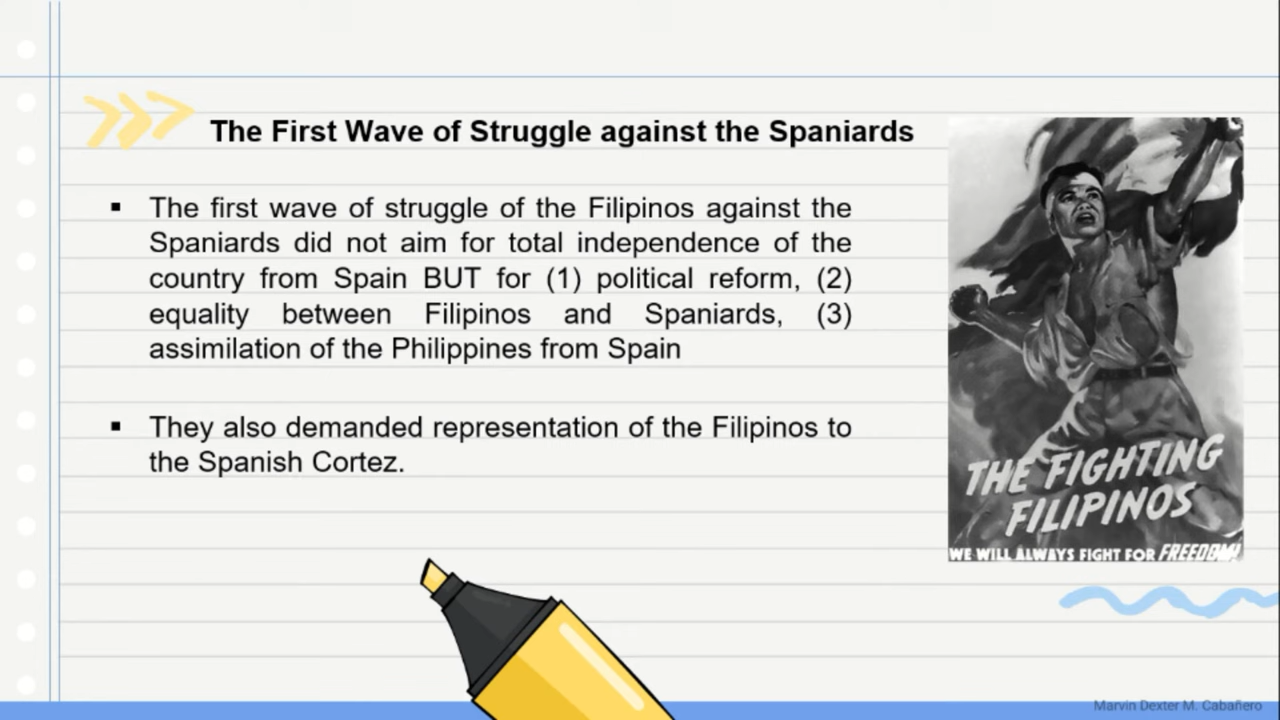 The First Wave of Struggle against the Spaniards
▪ The first wave of struggle of the Filipinos against the
Spaniards did not aim for total independence of the
country from Spain BUT for (1) political reform, (2)
equality between Filipinos and Spaniards, (3)
assimilation of the Philippines from Spain
▪ They also demanded representation of the Filipinos to
the Spanish Cortez.
THE FIGHTING
FILIPINOS
WE WILL ALWAYS FIGHT FOR FREEDOM!
Marvin Dexter M. Cabañero